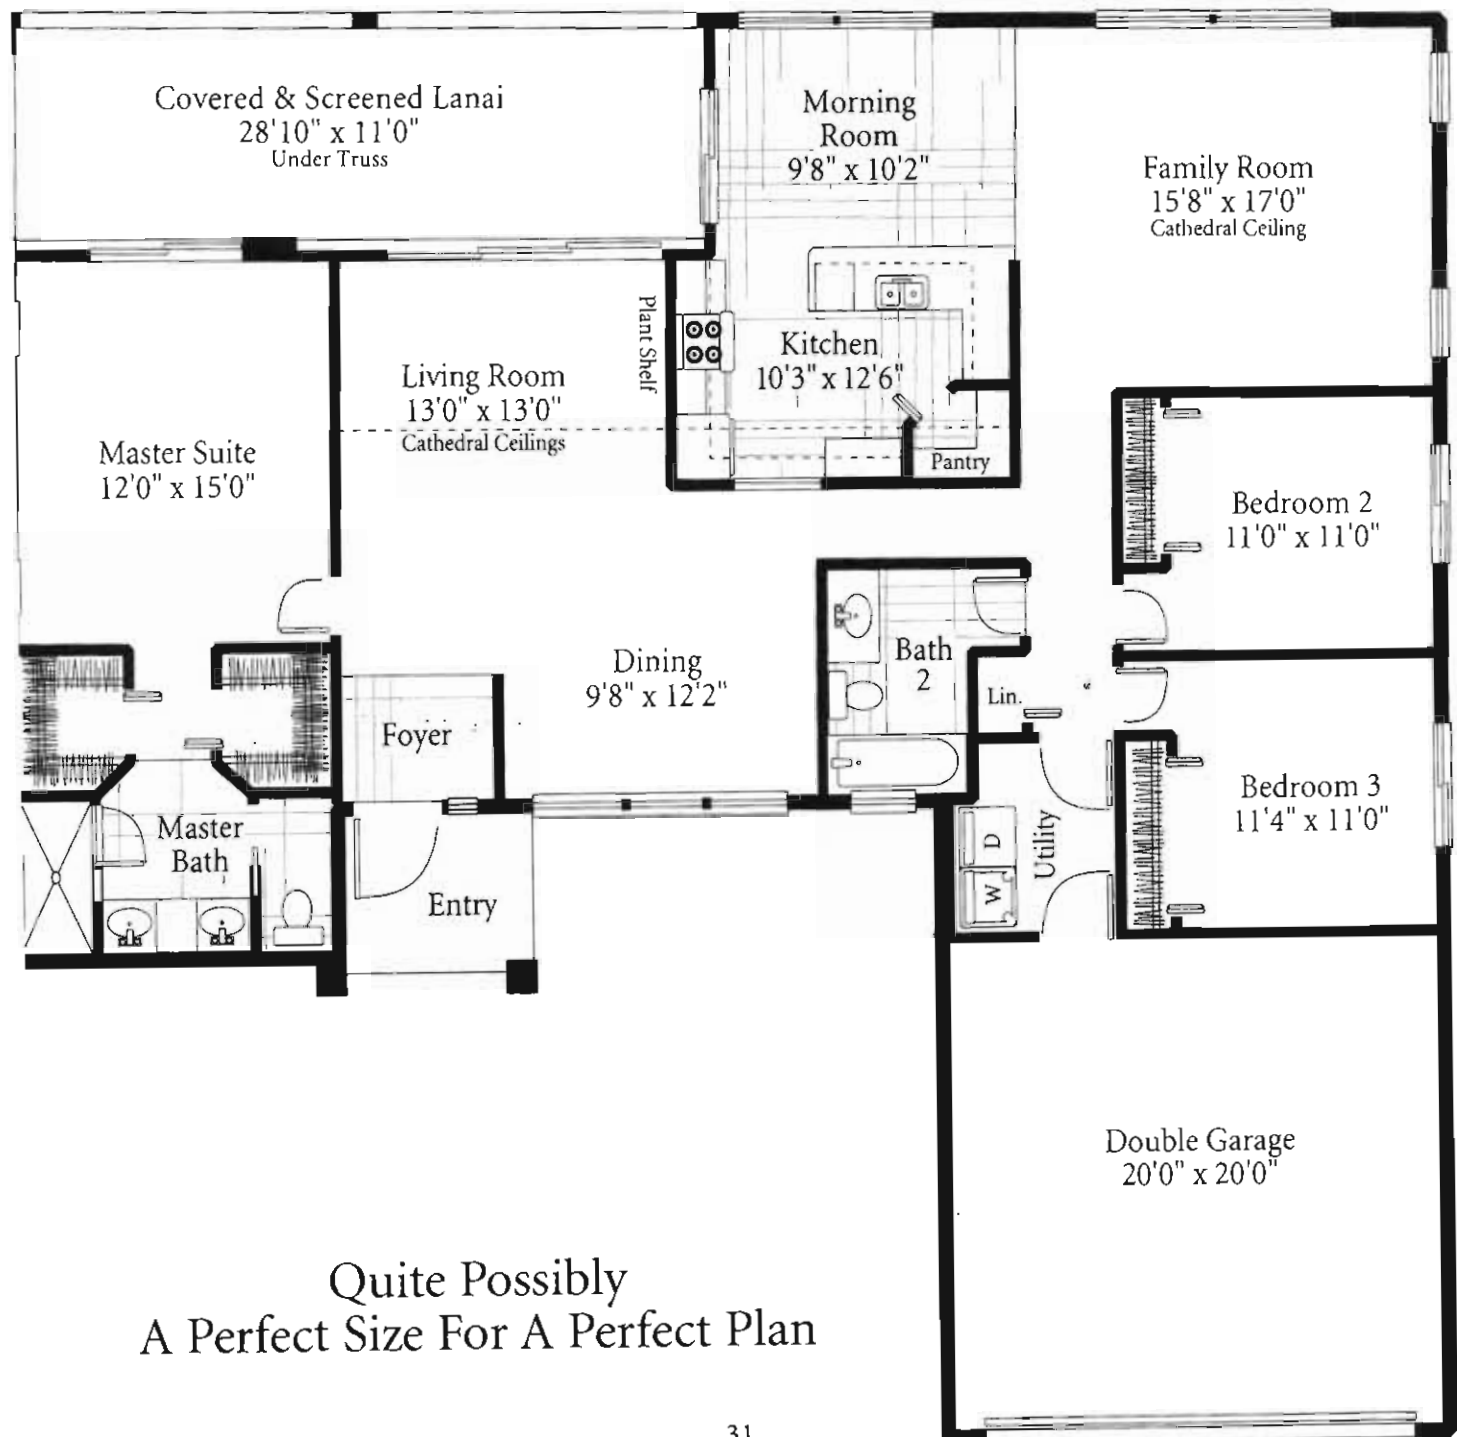 Covered & Screened Lanai
28'10" x 11'0"
Under Truss
Morning
Room
9'8" x 10'2"
Family Room
15'8" x 17'0"
Cathedral Ceiling
Plant Shelf
Kitchen
10'3" x 12'6"
Living Room
13'0" x 13'0"
Cathedral Ceilings
Master Suite
12'0" x 15'0"
Pantry
Bedroom 2
11'0" x 11'0"
Dining
9'8" x 12'2"
Bath
2
Lin.
Foyer
Bedroom 3
11'4" x 11'0"
Master
Bath
D
W
Utility
Entry
Double Garage
20'0" x 20'0"
Quite Possibly
A Perfect Size For A Perfect Plan
31